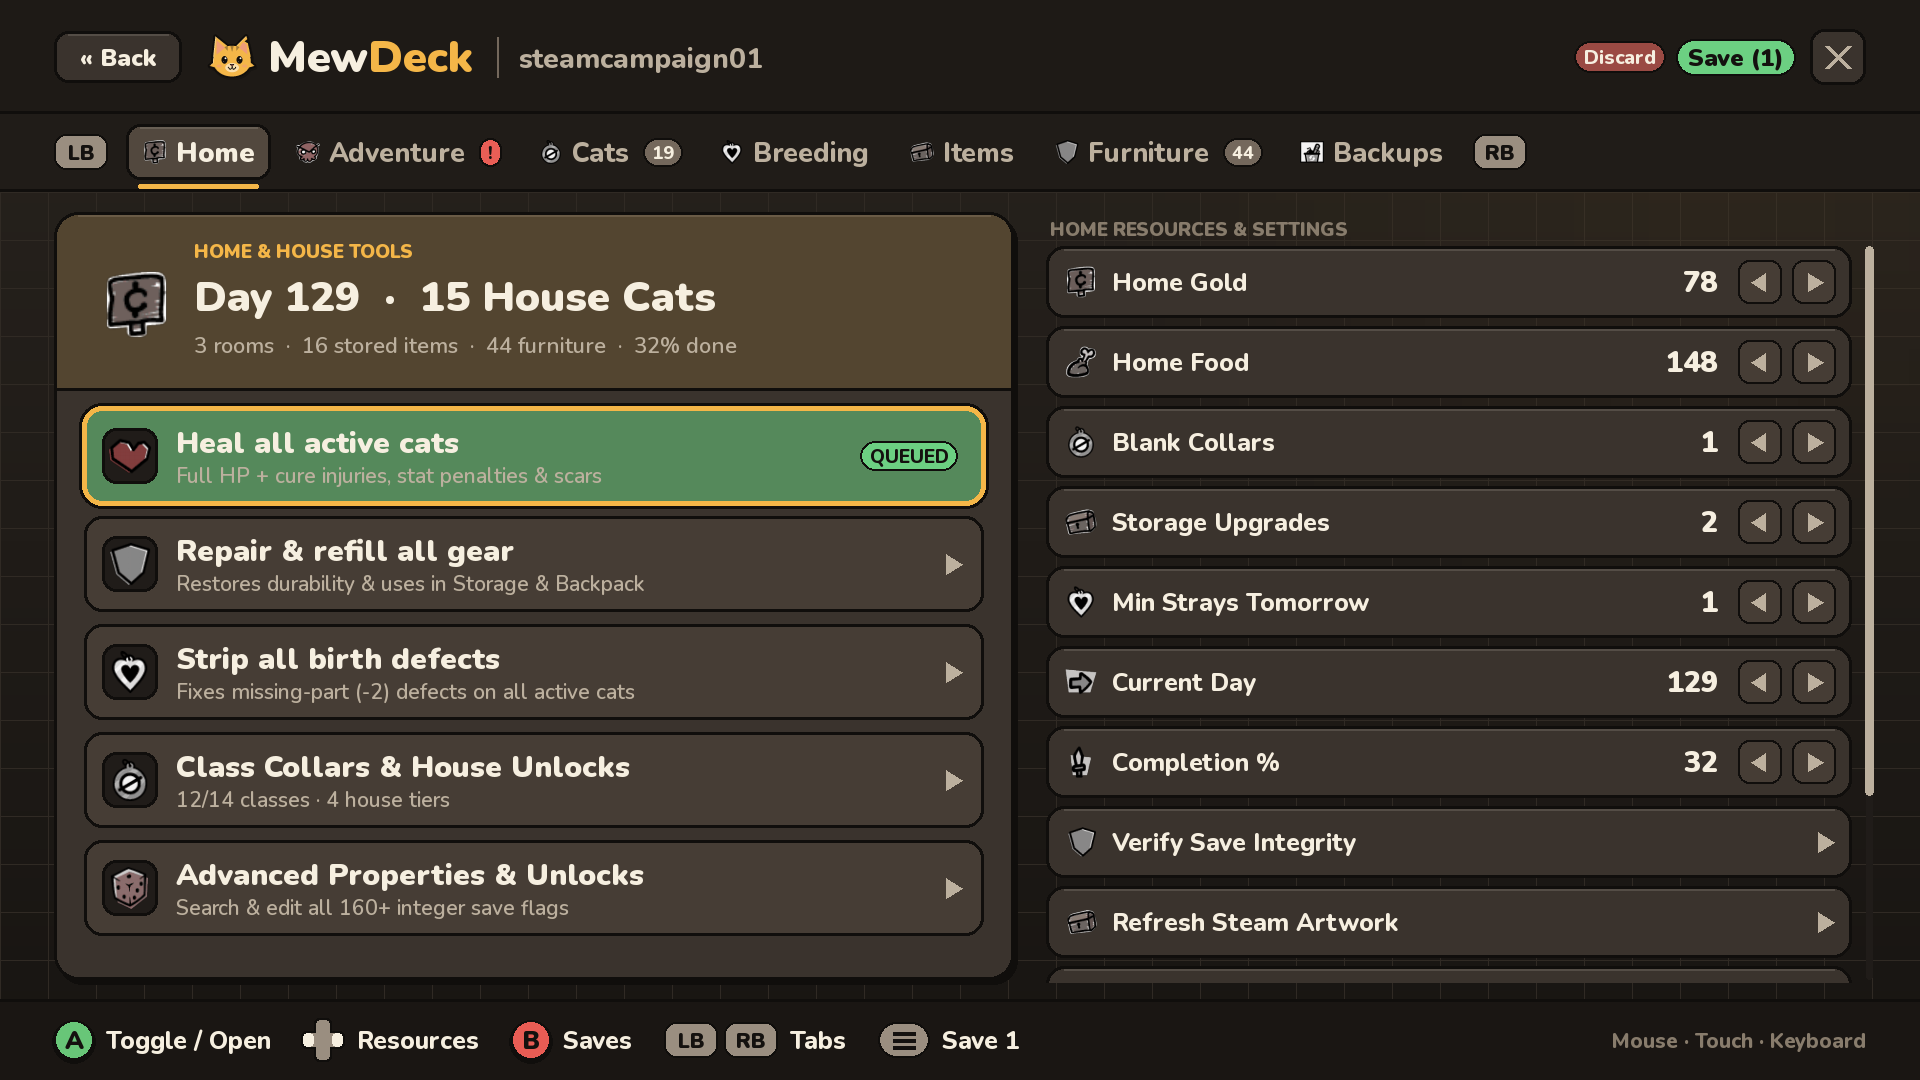 « Back
MewDeck
steamcampaign01
Discard
Save (1)
LB
Home
Adventure
!
Cats
19
Breeding
Items
Furniture
44
Backups
RB
HOME & HOUSE TOOLS
Day 129 · 15 House Cats
3 rooms · 16 stored items · 44 furniture · 32% done
Heal all active cats
Full HP + cure injuries, stat penalties & scars
QUEUED
Repair & refill all gear
Restores durability & uses in Storage & Backpack
Strip all birth defects
Fixes missing-part (-2) defects on all active cats
Class Collars & House Unlocks
12/14 classes · 4 house tiers
Advanced Properties & Unlocks
Search & edit all 160+ integer save flags
HOME RESOURCES & SETTINGS
Home Gold
78
Home Food
148
Blank Collars
1
Storage Upgrades
2
Min Strays Tomorrow
1
Current Day
129
Completion %
32
Verify Save Integrity
Refresh Steam Artwork
A
Toggle / Open
Resources
B
Saves
LB
RB
Tabs
Save 1
Mouse · Touch · Keyboard